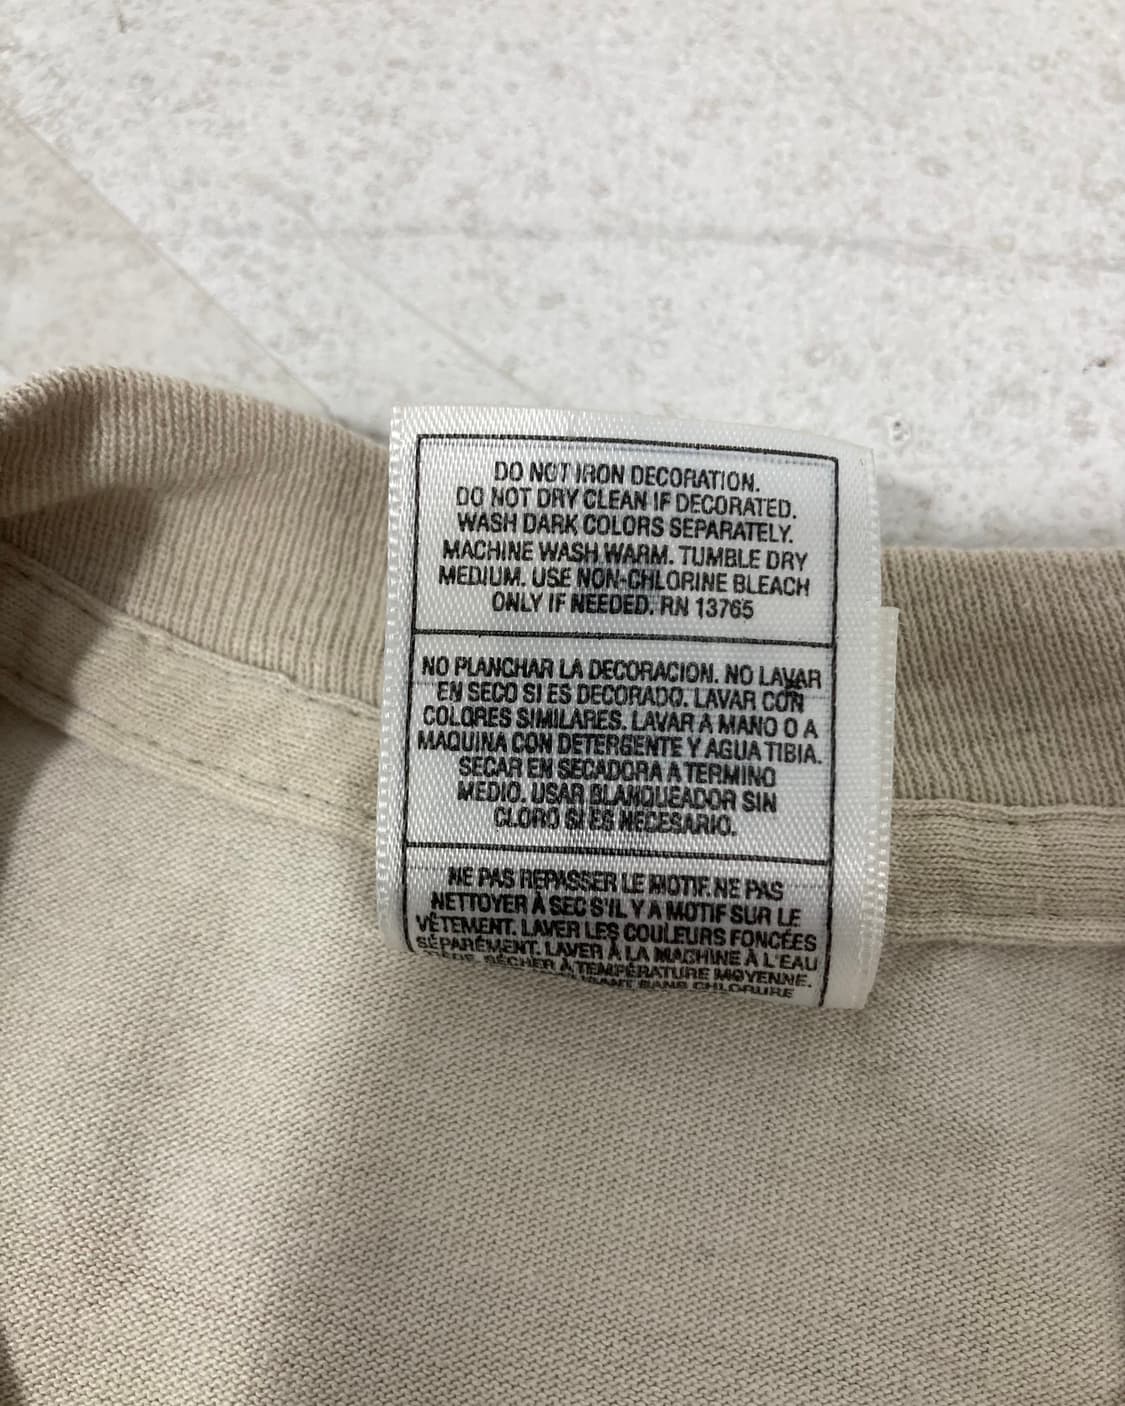 DO NOT IRON DECORATION.
DO NOT DRY CLEAN IF DECORATED.
WASH DARK COLORS SEPARATELY.
MACHINE WASH WARM. TUMBLE DRY
MEDIUM. USE NON-CHLORINE BLEACH
ONLY IF NEEDED. RN 13765
NO PLANCHAR LA DECORACION. NO LAVAR
EN SECO SI ES DECORADO. LAVAR CON
COLORES SIMILARES. LAVAR A MANO O A
MAQUINA CON DETERGENTE Y AGUA TIBIA.
SECAR EN SECADORA A TERMINO
MEDIO. USAR BLANQUEADOR SIN
CLORO SI ES NECESARIO.
NE PAS REPASSER LE MOTIF. NE PAS
NETTOYER À SEC S'IL Y A MOTIF SUR LE
VÊTEMENT. LAVER LES COULEURS FONCÉES
SÉPARÉMENT. LAVER À LA MACHINE À L'EAU
SÉCHER À TEMPÉRATURE MOYENNE.
SANS CHLORURE